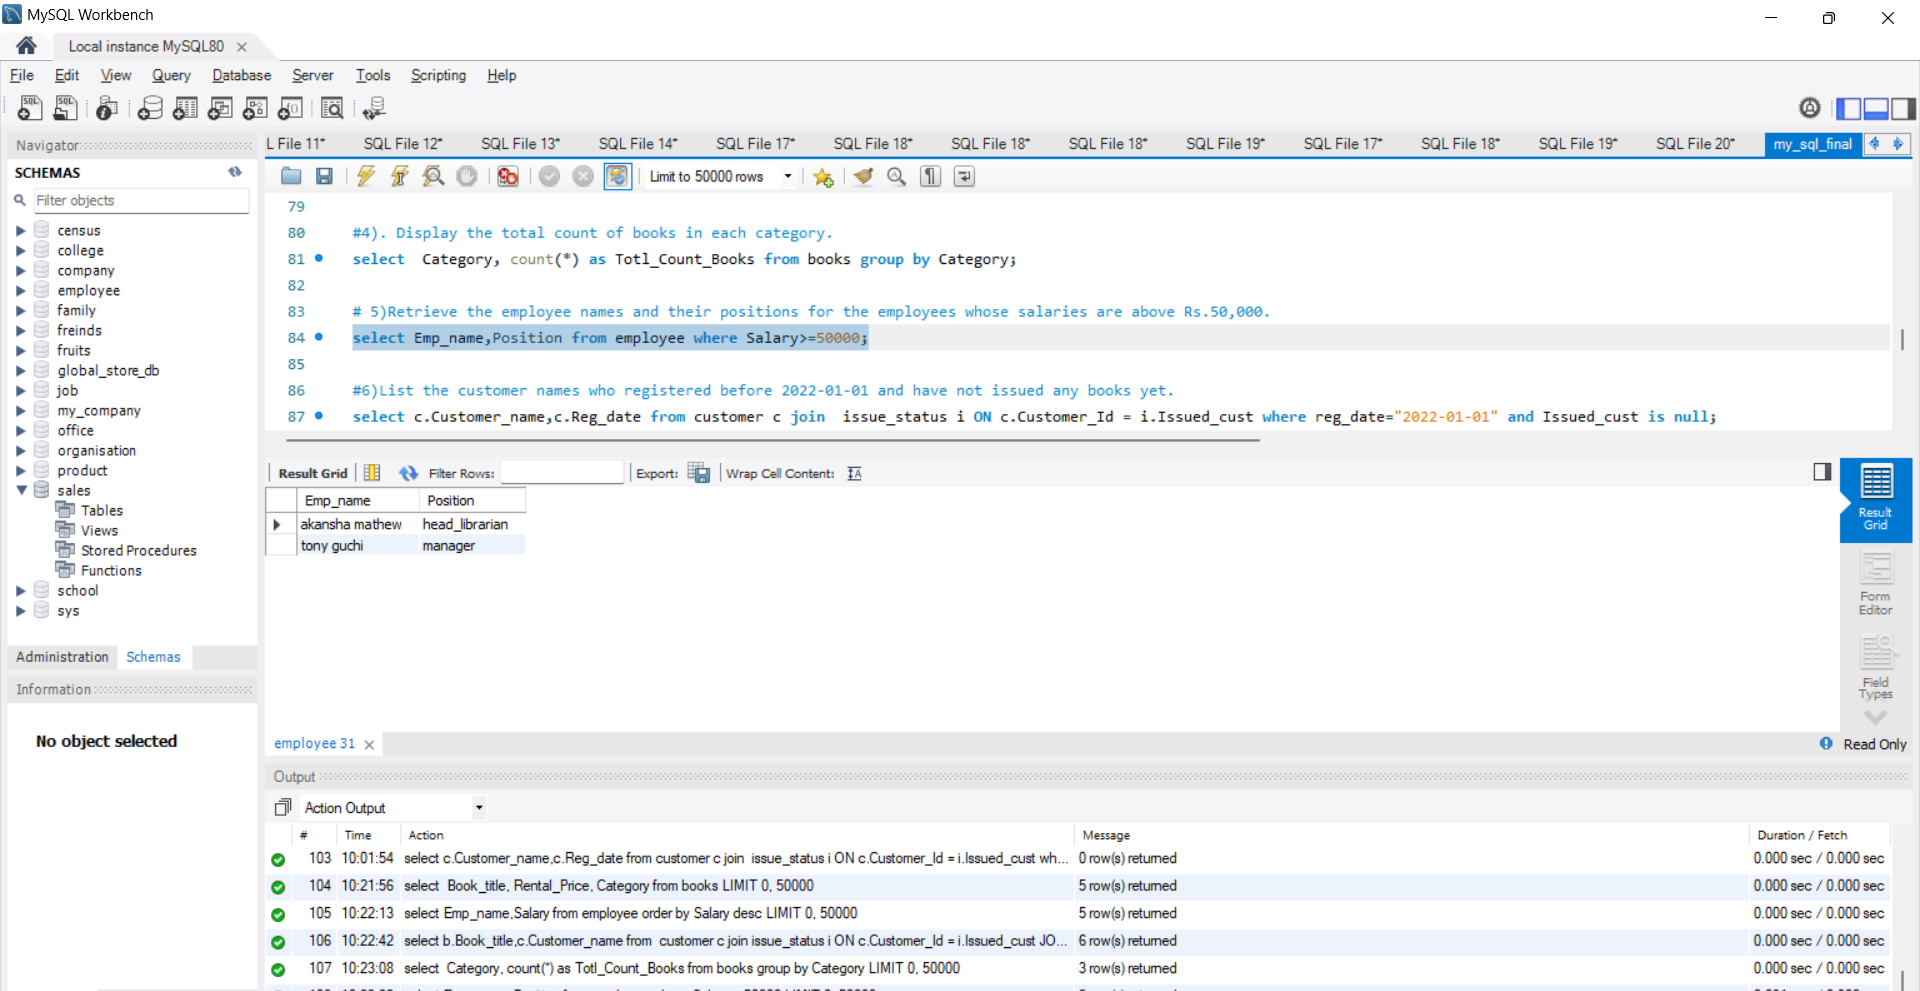 MySQL Workbench
Local instance MySQL80
File Edit View Query Database Server Tools Scripting Help
Navigator
SCHEMAS
Filter objects
census
college
company
employee
family
freinds
fruits
global_store_db
job
my_company
office
organisation
product
sales
Tables
Views
Stored Procedures
Functions
school
sys
Administration Schemas
Information
No object selected
L File 11* SQL File 12* SQL File 13* SQL File 14* SQL File 17* SQL File 18* SQL File 18* SQL File 18* SQL File 19* SQL File 17* SQL File 18* SQL File 19* SQL File 20* my_sql_final
Limit to 50000 rows
79
80 #4). Display the total count of books in each category.
81 select Category, count(*) as Totl_Count_Books from books group by Category;
82
83 # 5)Retrieve the employee names and their positions for the employees whose salaries are above Rs.50,000.
84 select Emp_name,Position from employee where Salary>=50000;
85
86 #6)List the customer names who registered before 2022-01-01 and have not issued any books yet.
87 select c.Customer_name,c.Reg_date from customer c join issue_status i ON c.Customer_Id = i.Issued_cust where reg_date="2022-01-01" and Issued_cust is null;
Result Grid Filter Rows: Export: Wrap Cell Content:
Emp_name Position
akansha mathew head_librarian
tony guchi manager
Result Grid
Form Editor
Field Types
employee 31
Read Only
Output
Action Output
# Time Action Message Duration / Fetch
103 10:01:54 select c.Customer_name,c.Reg_date from customer c join issue_status i ON c.Customer_Id = i.Issued_cust wh... 0 row(s) returned 0.000 sec / 0.000 sec
104 10:21:56 select Book_title, Rental_Price, Category from books LIMIT 0, 50000 5 row(s) returned 0.000 sec / 0.000 sec
105 10:22:13 select Emp_name,Salary from employee order by Salary desc LIMIT 0, 50000 5 row(s) returned 0.000 sec / 0.000 sec
106 10:22:42 select b.Book_title,c.Customer_name from customer c join issue_status i ON c.Customer_Id = i.Issued_cust JO... 6 row(s) returned 0.000 sec / 0.000 sec
107 10:23:08 select Category, count(*) as Totl_Count_Books from books group by Category LIMIT 0, 50000 3 row(s) returned 0.000 sec / 0.000 sec